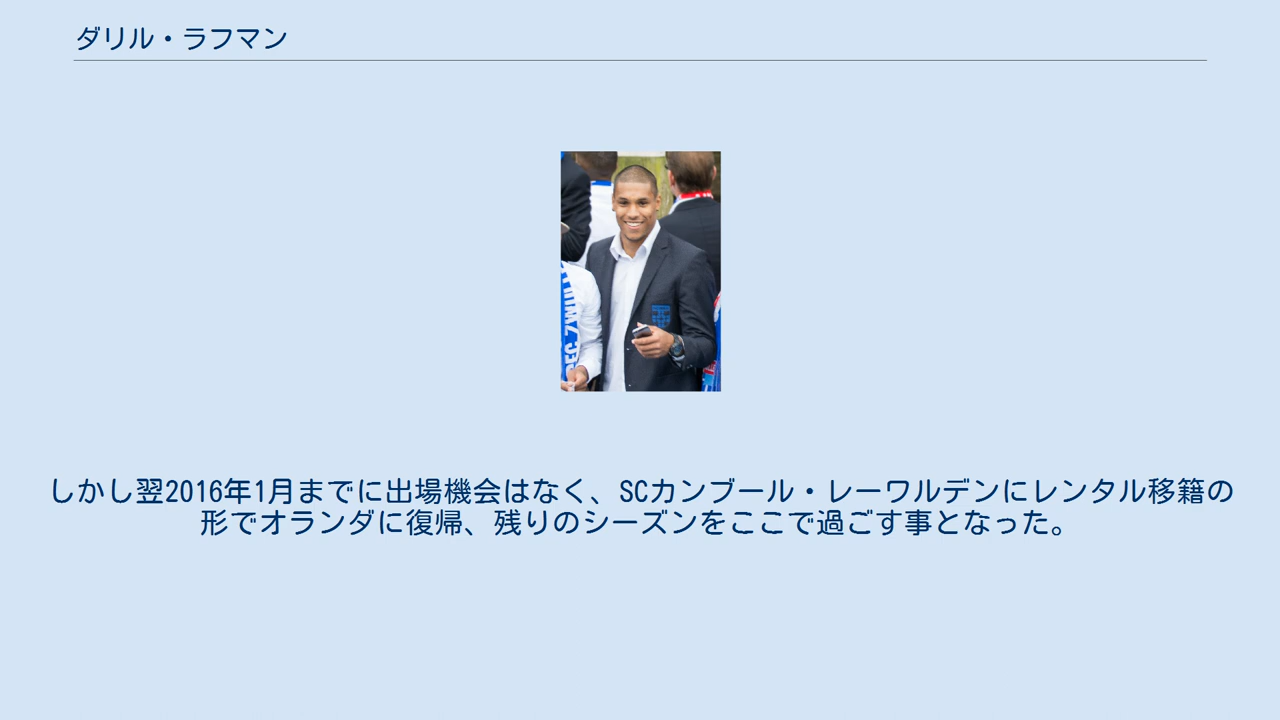 ダリル・ラフマン
PEC ZWOLLE
しかし翌2016年1月までに出場機会はなく、SCカンブール・レーワルデンにレンタル移籍の
形でオランダに復帰、残りのシーズンをここで過ごす事となった。